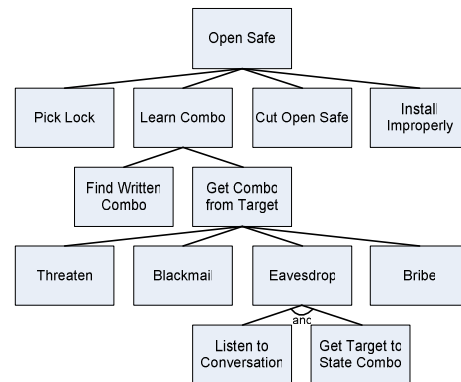 Open Safe
Pick Lock
Learn Combo
Cut Open Safe
Install
Improperly
Find Written
Combo
Get Combo
from Target
Threaten
Blackmail
Eavesdrop
Bribe
and
Listen to
Conversation
Get Target to
State Combo